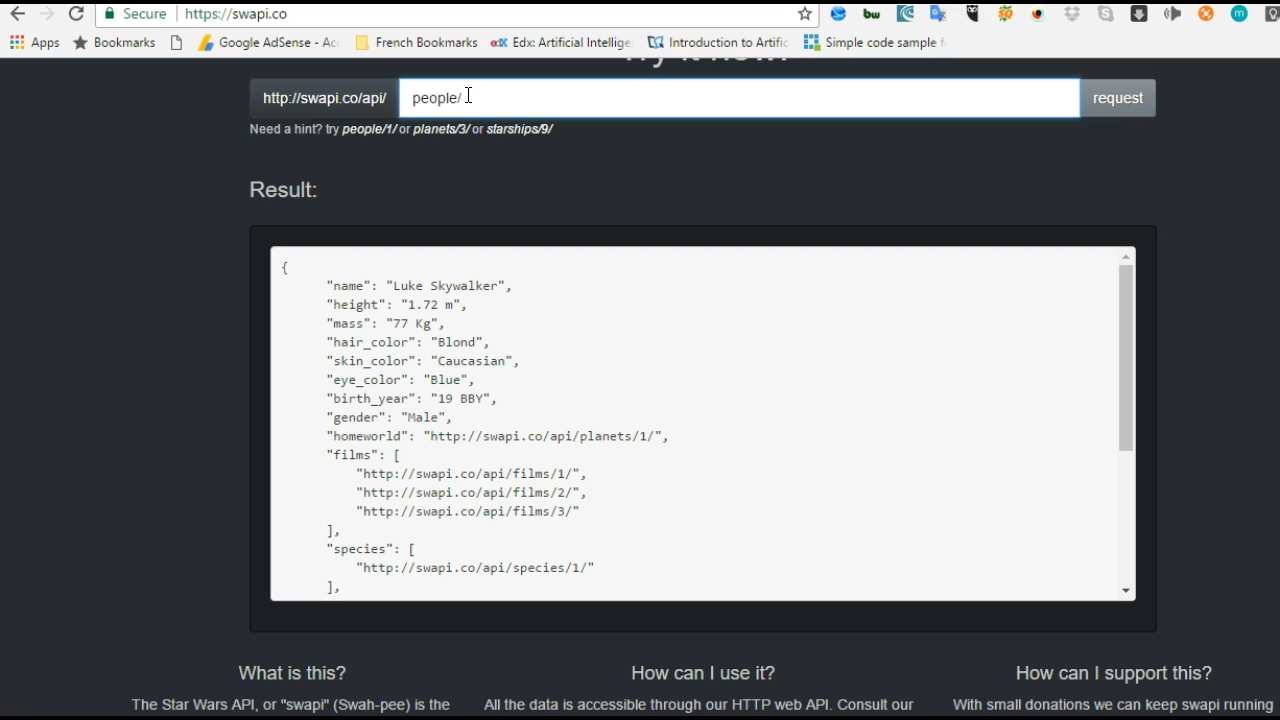 Secure https://swapi.co
Apps Bookmarks Google AdSense - Acc French Bookmarks edX Edx: Artificial Intellige Introduction to Artific Simple code sample f
Try it now!
http://swapi.co/api/ people/ request
Need a hint? try people/1/ or planets/3/ or starships/9/
Result:
{
"name": "Luke Skywalker",
"height": "1.72 m",
"mass": "77 Kg",
"hair_color": "Blond",
"skin_color": "Caucasian",
"eye_color": "Blue",
"birth_year": "19 BBY",
"gender": "Male",
"homeworld": "http://swapi.co/api/planets/1/",
"films": [
"http://swapi.co/api/films/1/",
"http://swapi.co/api/films/2/",
"http://swapi.co/api/films/3/"
],
"species": [
"http://swapi.co/api/species/1/"
],
What is this? How can I use it? How can I support this?
The Star Wars API, or "swapi" (Swah-pee) is the All the data is accessible through our HTTP web API. Consult our With small donations we can keep swapi running